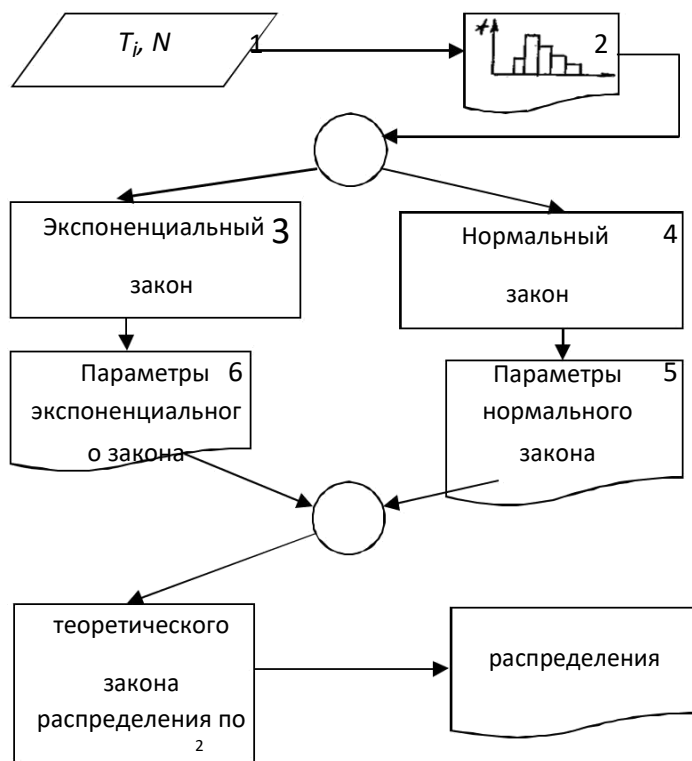 Tᵢ, N 1
2
Экспоненциальный 3
закон
Нормальный 4
закон
Параметры 6
экспоненциальног
о закона
Параметры 5
нормального
закона
теоретического
закона
распределения по
2
распределения